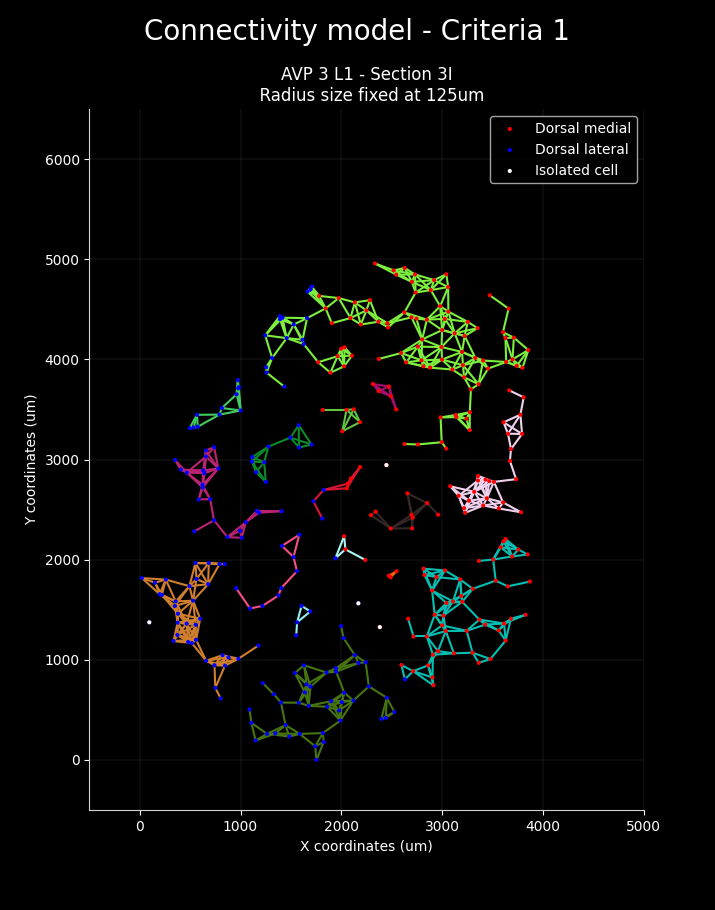 Connectivity model - Criteria 1
AVP 3 L1 - Section 3I
Radius size fixed at 125um
Dorsal medial
Dorsal lateral
Isolated cell
6000
5000
4000
3000
2000
1000
0
Y coordinates (um)
0 1000 2000 3000 4000 5000
X coordinates (um)